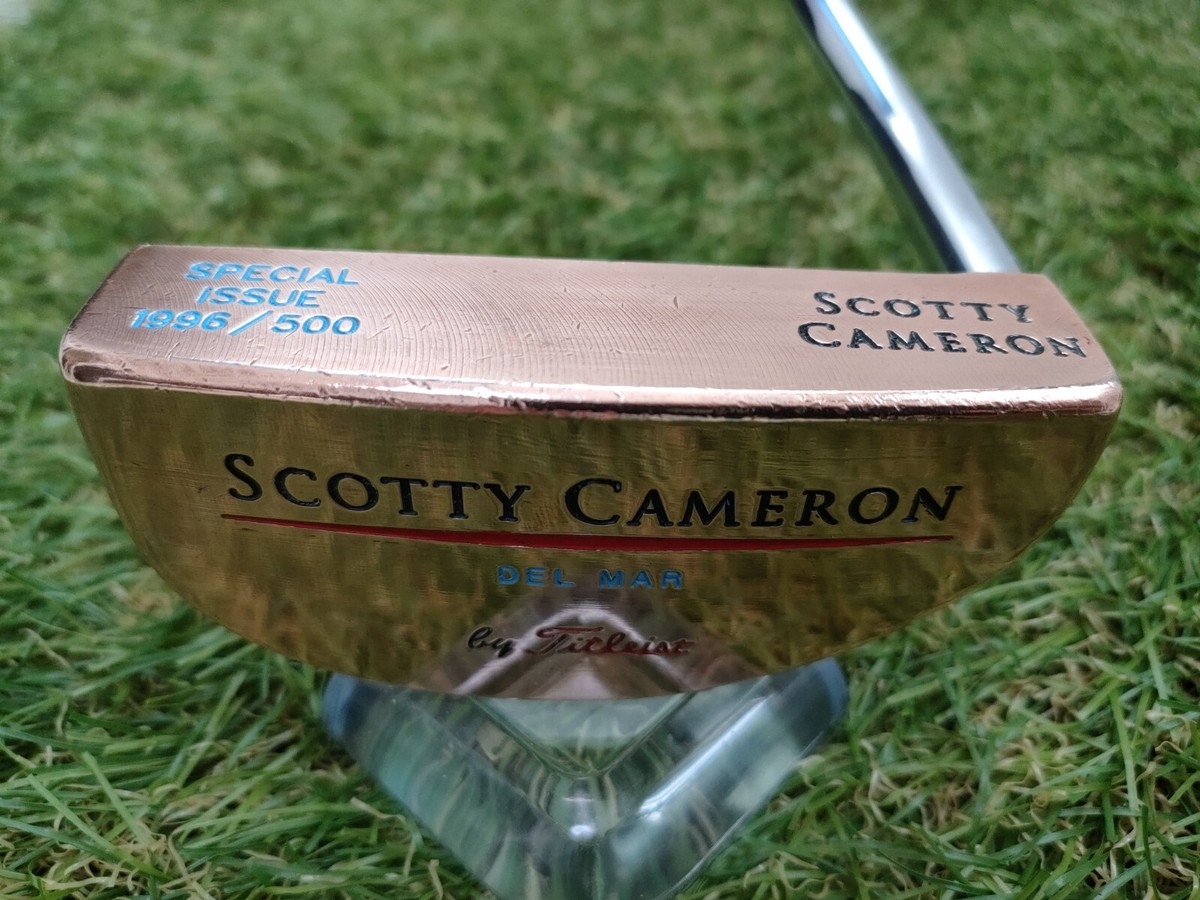 SPECIAL
ISSUE
1996/500
SCOTTY
CAMERON
SCOTTY CAMERON
DEL MAR
by Titleist